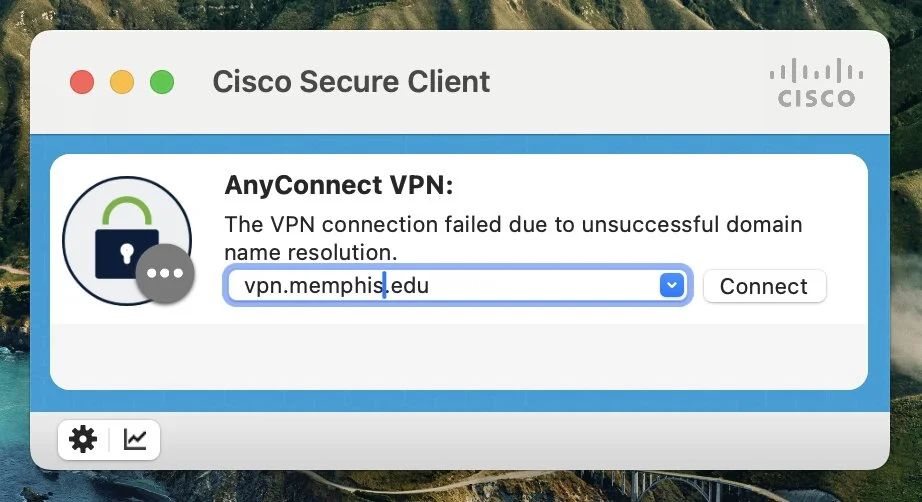 Cisco Secure Client
CISCO
AnyConnect VPN:
The VPN connection failed due to unsuccessful domain
name resolution.
vpn.memphis.edu
Connect